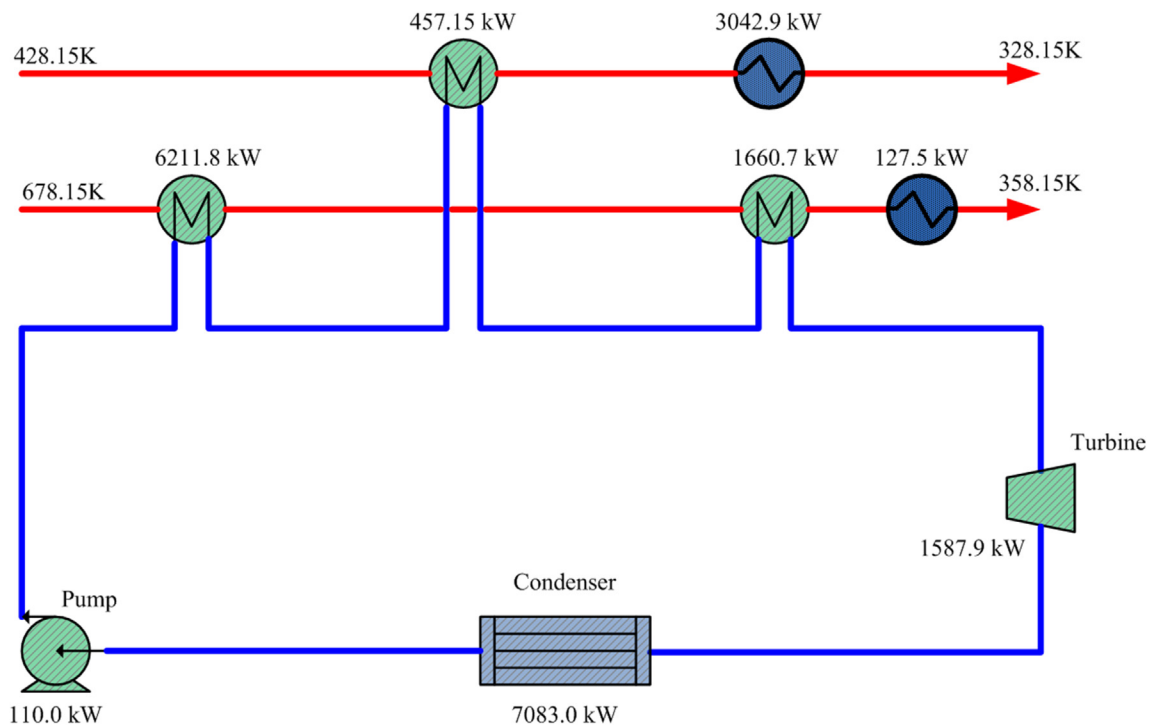 457.15 kW
3042.9 kW
428.15K
328.15K
6211.8 kW
1660.7 kW
127.5 kW
678.15K
358.15K
Turbine
1587.9 kW
Condenser
Pump
110.0 kW
7083.0 kW